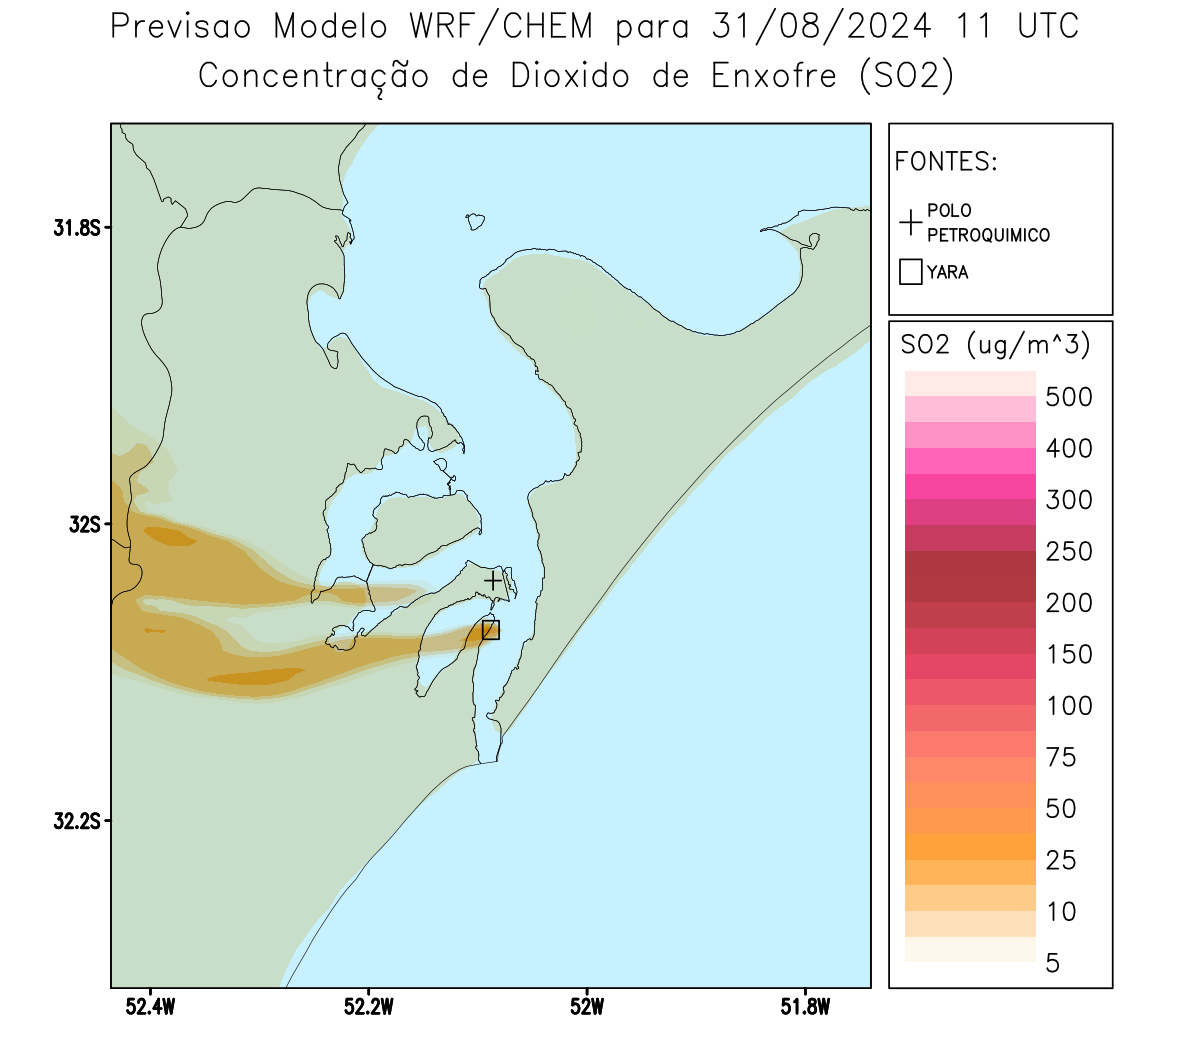 Previsao Modelo WRF/CHEM para 31/08/2024 11 UTC
Concentração de Dioxido de Enxofre (SO2)
FONTES:
POLO
PETROQUIMICO
YARA
SO2 (ug/m^3)
500
400
300
250
200
150
100
75
50
25
10
5
31.8S
32S
32.2S
52.4W
52.2W
52W
51.8W